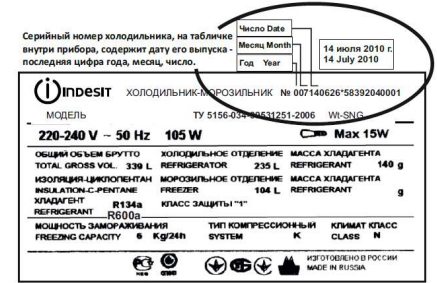 Серийный номер холодильника, на табличке
внутри прибора, содержит дату его выпуска -
последняя цифра года, месяц, число.
Число Date
Месяц Month
Год Year
14 июля 2010 г.
14 July 2010
INDESIT ХОЛОДИЛЬНИК-МОРОЗИЛЬНИК № 007140626*58392040001
МОДЕЛЬ ТУ 5156-034-00531251-2006 WI-SNG
220-240 V ~ 50 Hz 105 W Max 15W
ОБЩИЙ ОБЪЕМ БРУТТО ХОЛОДИЛЬНОЕ ОТДЕЛЕНИЕ МАССА ХЛАДАГЕНТА
TOTAL GROSS VOL. 339 L REFRIGERATOR 235 L REFRIGERANT 140 g
ИЗОЛЯЦИЯ-ЦИКЛОПЕНТАН МОРОЗИЛЬНОЕ ОТДЕЛЕНИЕ МАССА ХЛАДАГЕНТА
INSULATION-C-PENTANE FREEZER 104 L REFRIGERANT g
ХЛАДАГЕНТ R134a КЛАСС ЗАЩИТЫ "1"
REFRIGERANT R600a
МОЩНОСТЬ ЗАМОРАЖИВАНИЯ ТИП КОМПРЕССИОННЫЙ КЛИМАТ КЛАСС
FREEZING CAPACITY 6 Kg/24h SYSTEM K CLASS N
ИЗГОТОВЛЕНО В РОССИИ
MADE IN RUSSIA